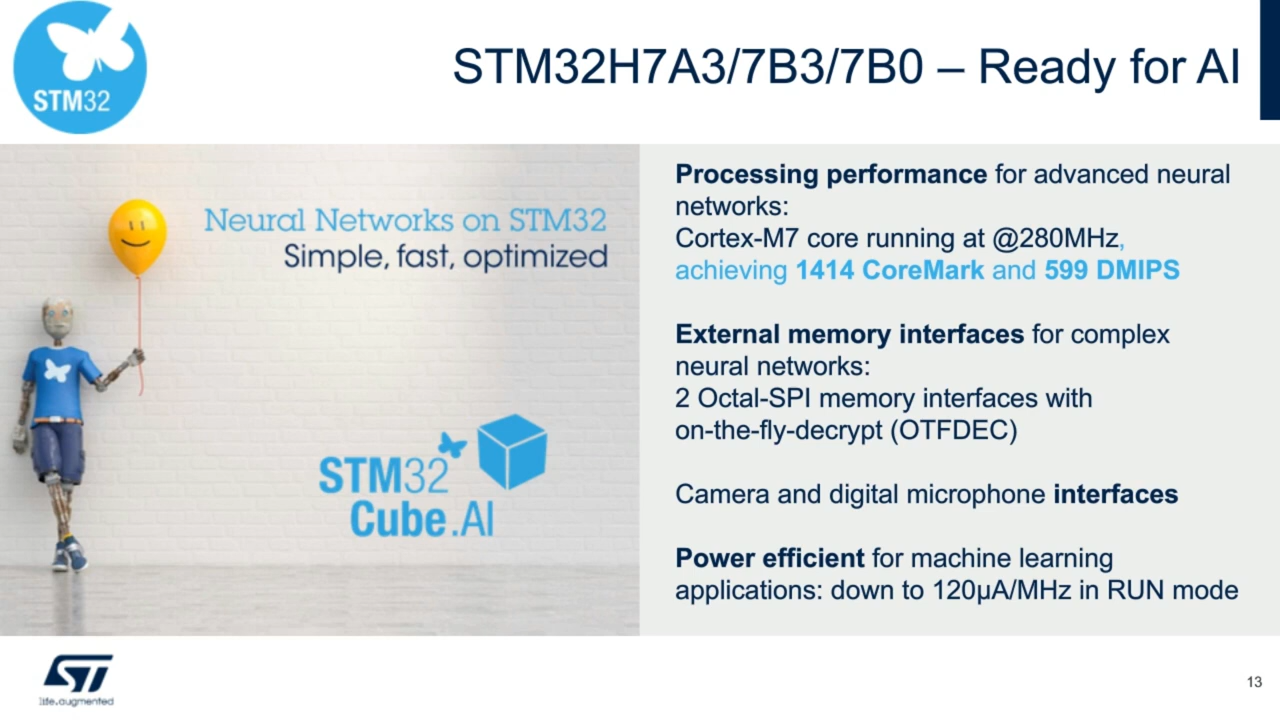 STM32
STM32H7A3/7B3/7B0 – Ready for AI
Neural Networks on STM32
Simple, fast, optimized
STM32
Cube.AI
Processing performance for advanced neural
networks:
Cortex-M7 core running at @280MHz,
achieving 1414 CoreMark and 599 DMIPS
External memory interfaces for complex
neural networks:
2 Octal-SPI memory interfaces with
on-the-fly-decrypt (OTFDEC)
Camera and digital microphone interfaces
Power efficient for machine learning
applications: down to 120µA/MHz in RUN mode
ST
life.augmented
13